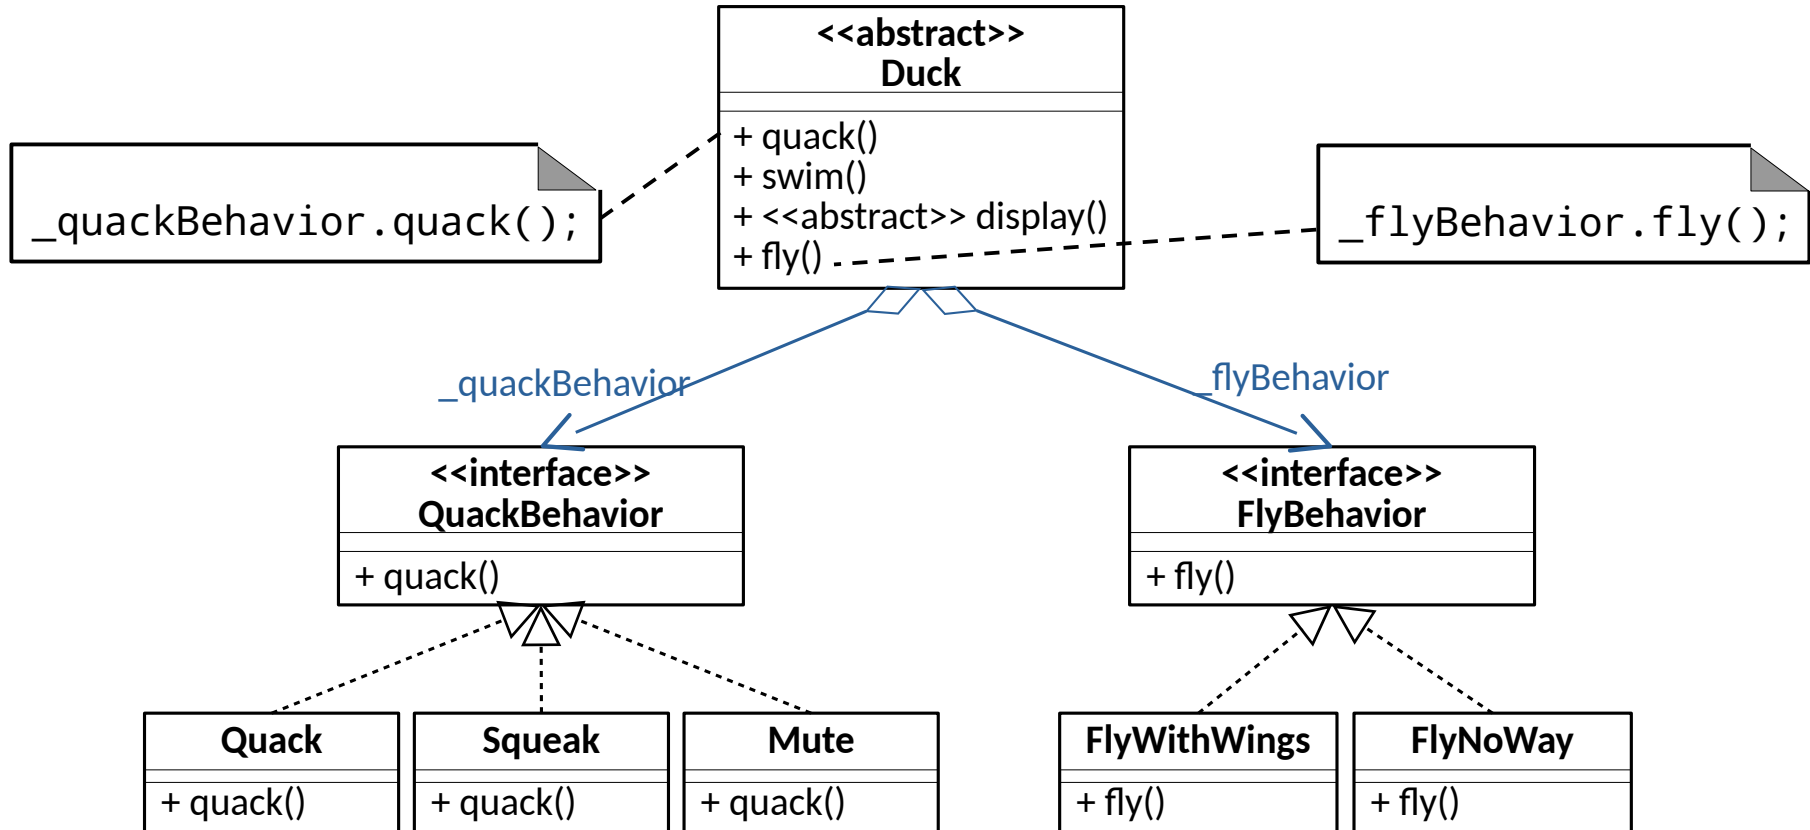 <<abstract>>
Duck
+ quack()
+ swim()
+ <<abstract>> display()
+ fly()
_quackBehavior.quack();
_flyBehavior.fly();
_quackBehavior
_flyBehavior
<<interface>>
QuackBehavior
+ quack()
<<interface>>
FlyBehavior
+ fly()
Quack
+ quack()
Squeak
+ quack()
Mute
+ quack()
FlyWithWings
+ fly()
FlyNoWay
+ fly()